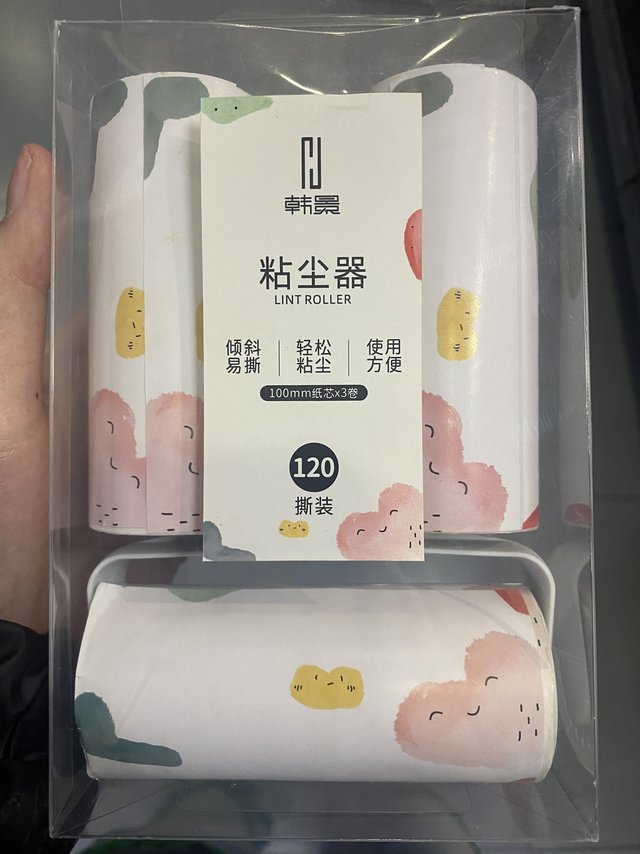 韩景
粘尘器
LINT ROLLER
倾斜 轻松 使用
易撕 粘尘 方便
100mm纸芯x3卷
120
撕装